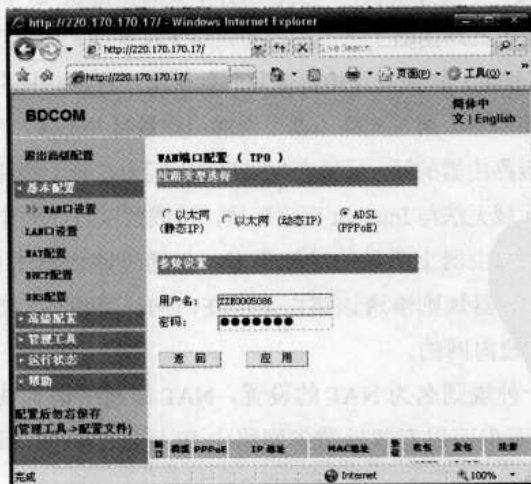 http://220.170.170.17/ - Windows Internet Explorer
http://220.170.170.17/
Live Search
http://220.170.170.17/
页面(P)
工具(O)
BDCOM
简体中文 | English
退出高级配置
WAN端口配置 ( TP0 )
线路类型选择
基本配置
>> WAN口设置
LAN口设置
NAT配置
DHCP配置
DNS配置
高级配置
管理工具
运行状态
帮助
以太网 (静态IP)
以太网 (动态IP)
ADSL (PPPoE)
参数设置
用户名:
密码:
返 回
应 用
配置后勿忘保存
(管理工具->配置文件)
PPPoE
IP 地址
MAC地址
收包
发包
完成
Internet
100%